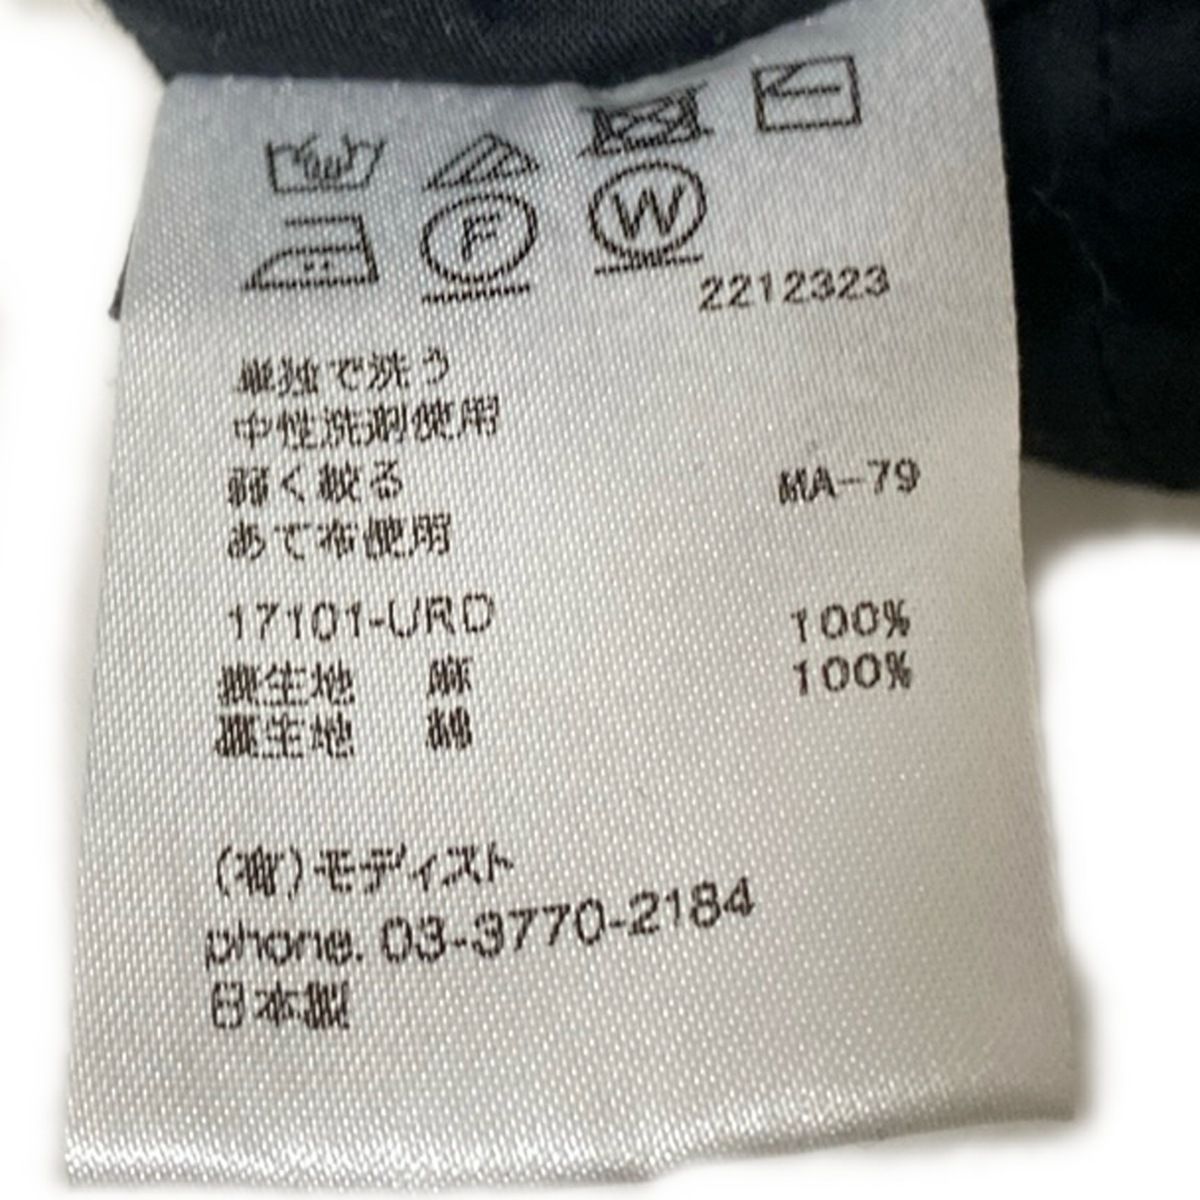 F W
2212323
単独で洗う
中性洗剤使用
弱く絞る MA-79
あて布使用
17101-URD 100%
裏生地 麻 100%
裏生地 綿
(有)モディスト
phone. 03-3770-2184
日本製